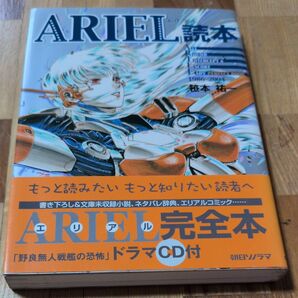 ARIEL読本
1986-2004
笹本 祐一
もっと読みたい もっと知りたい読者へ
書き下ろし&文庫未収録小説、ネタバレ辞典、エリアルコミック……
ARIEL完全本
エリアル
「野良無人戦艦の恐怖」ドラマCD付
朝日ソノラマ